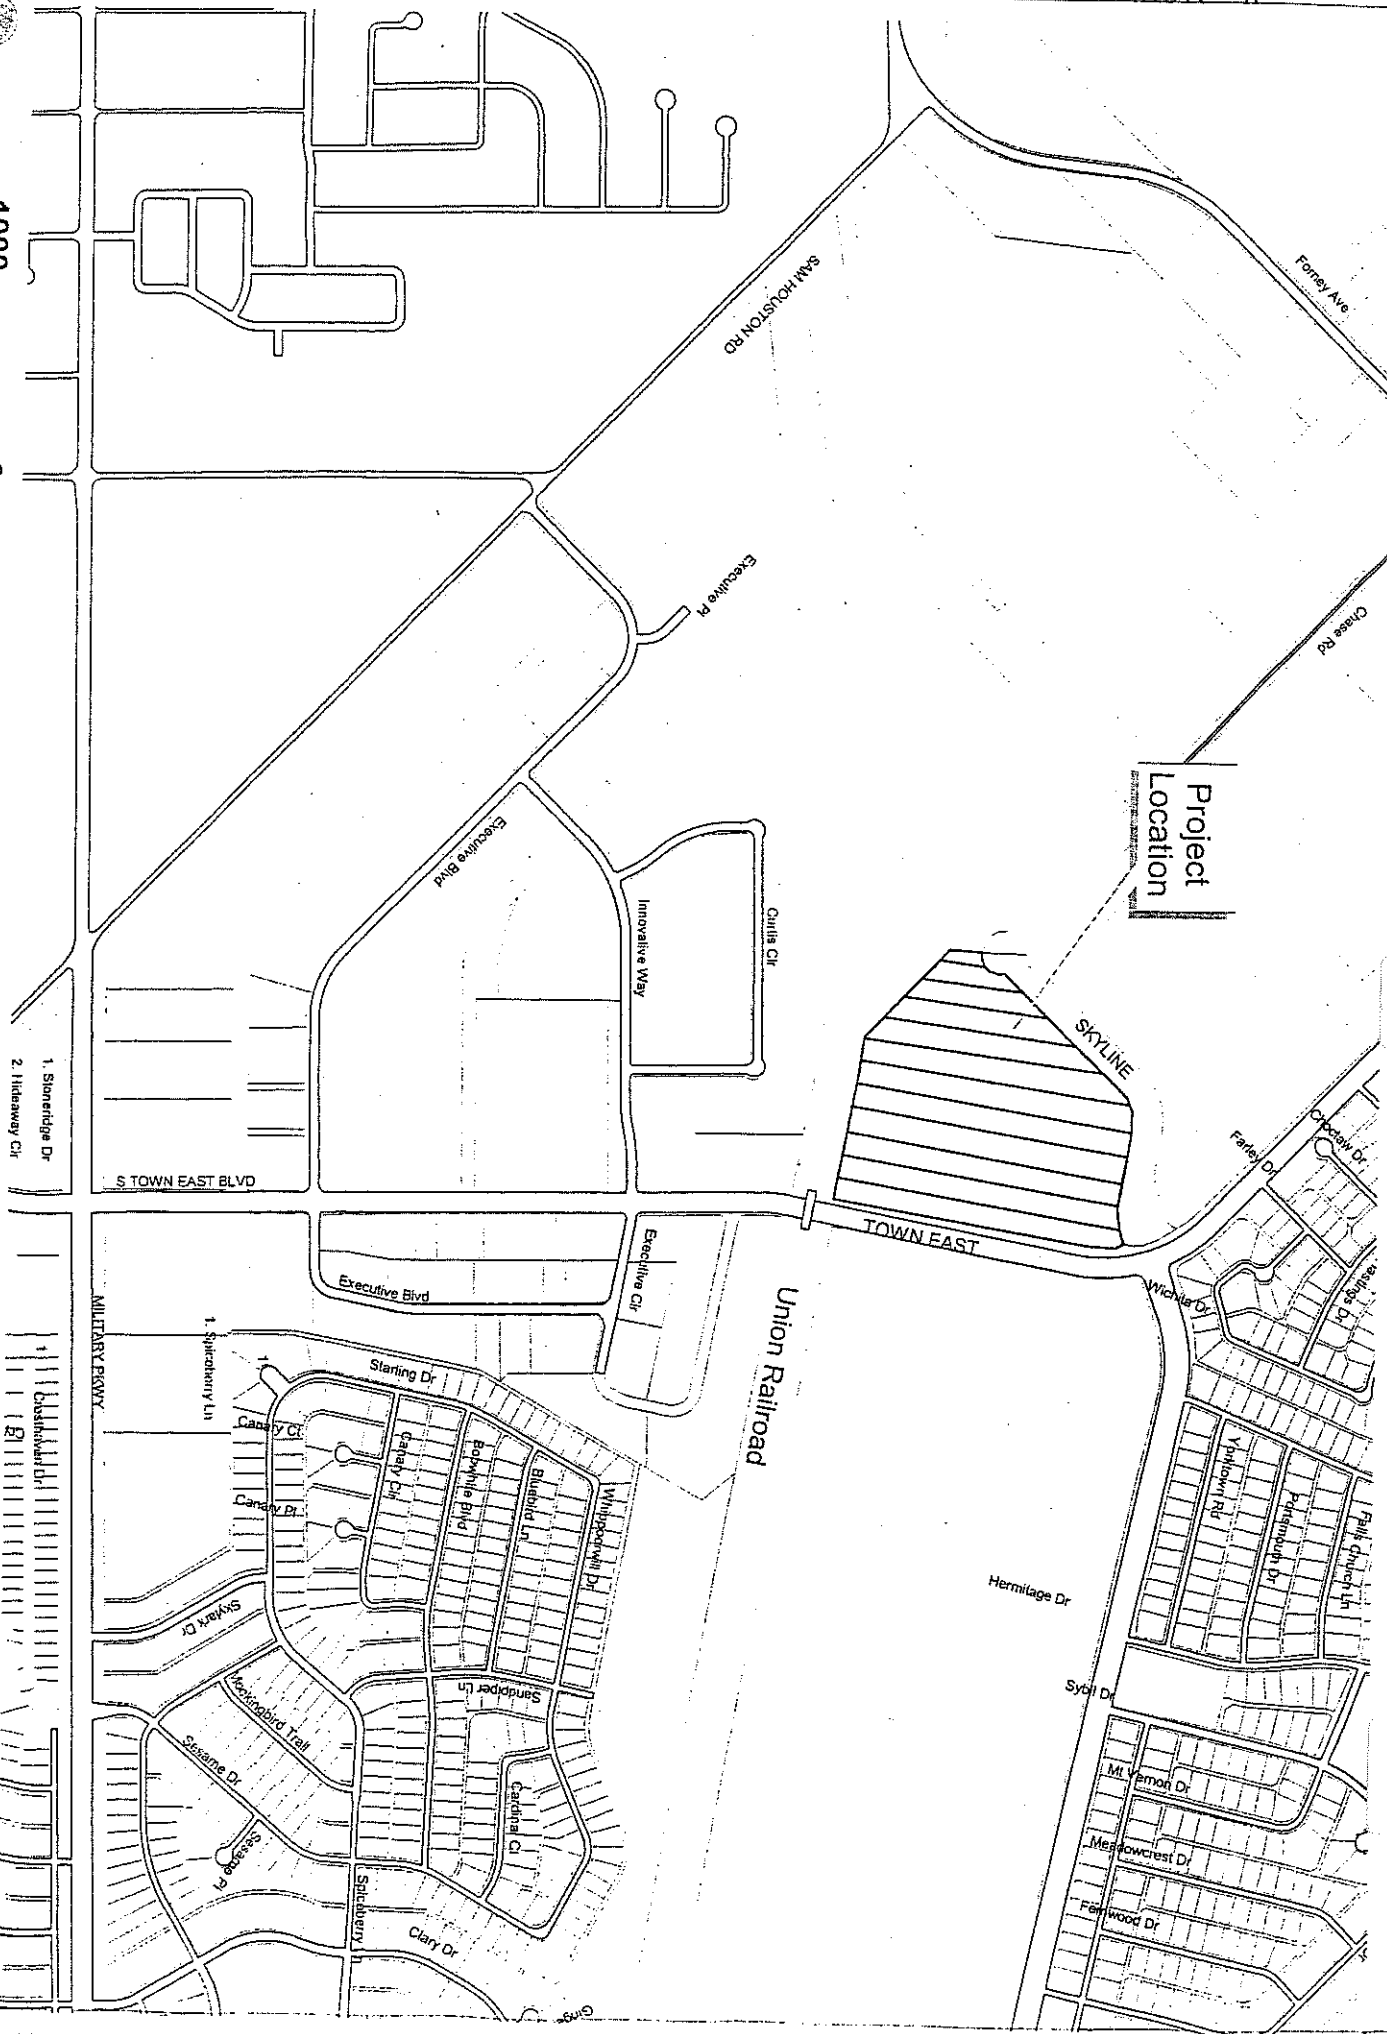 Forney Ave
SAM HOUSTON RD
Executive Pl
Chase Rd
Project
Location
Executive Blvd
Innovative Way
Curtis Cir
SKYLINE
Choctaw Dr
Farley Dr
1. Stoneridge Dr
2. Hideaway Cir
S TOWN EAST BLVD
TOWN EAST
Executive Cir
Executive Blvd
Wichita Dr
Union Railroad
MILITARY PKWY
1. Spiceberry Ln
1
Starling Dr
Canary Ct
Canary Cir
Bowhile Blvd
Bluebird Ln
Whippoorwill Dr
Canary Pl
Yorktown Rd
Portsmouth Dr
Falls Church Ln
Hermitage Dr
Skylark Dr
Sandpiper Ln
Sybil Dr
Mockingbird Trail
Sesame Dr
Cardinal Ct
Mt Vernon Dr
Meadowcrest Dr
Sesame Pl
Spiceberry Ln
Clary Dr
Fernwood Dr